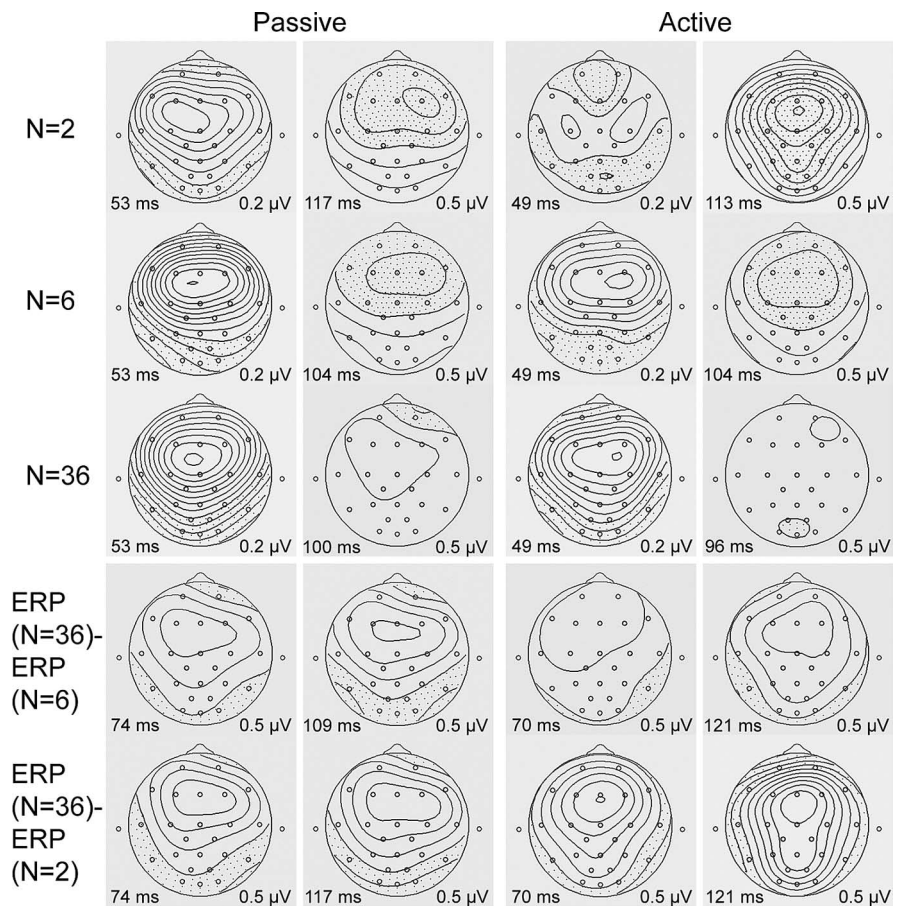 Passive Active
N=2
53 ms 0.2 µV 117 ms 0.5 µV 49 ms 0.2 µV 113 ms 0.5 µV
N=6
53 ms 0.2 µV 104 ms 0.5 µV 49 ms 0.2 µV 104 ms 0.5 µV
N=36
53 ms 0.2 µV 100 ms 0.5 µV 49 ms 0.2 µV 96 ms 0.5 µV
ERP
(N=36)-
ERP
(N=6)
74 ms 0.5 µV 109 ms 0.5 µV 70 ms 0.5 µV 121 ms 0.5 µV
ERP
(N=36)-
ERP
(N=2)
74 ms 0.5 µV 117 ms 0.5 µV 70 ms 0.5 µV 121 ms 0.5 µV